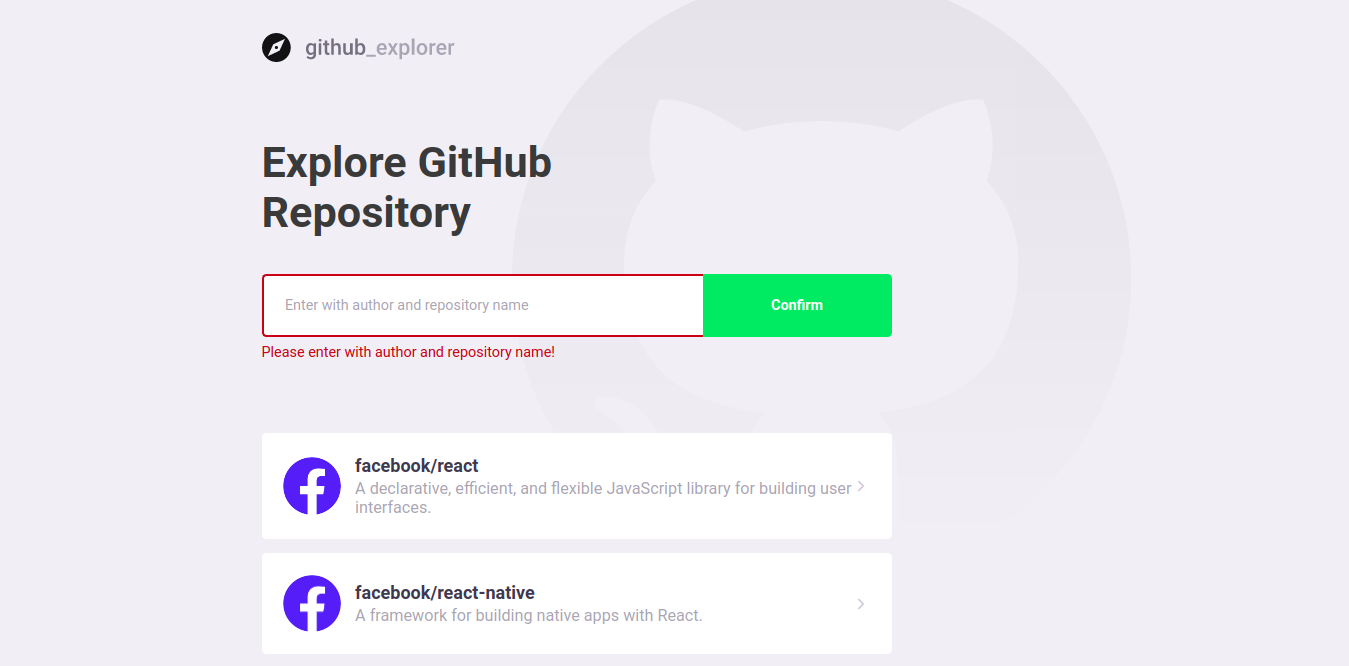 github_explorer
Explore GitHub
Repository
Enter with author and repository name
Confirm
Please enter with author and repository name!
facebook/react
A declarative, efficient, and flexible JavaScript library for building user
interfaces.
facebook/react-native
A framework for building native apps with React.